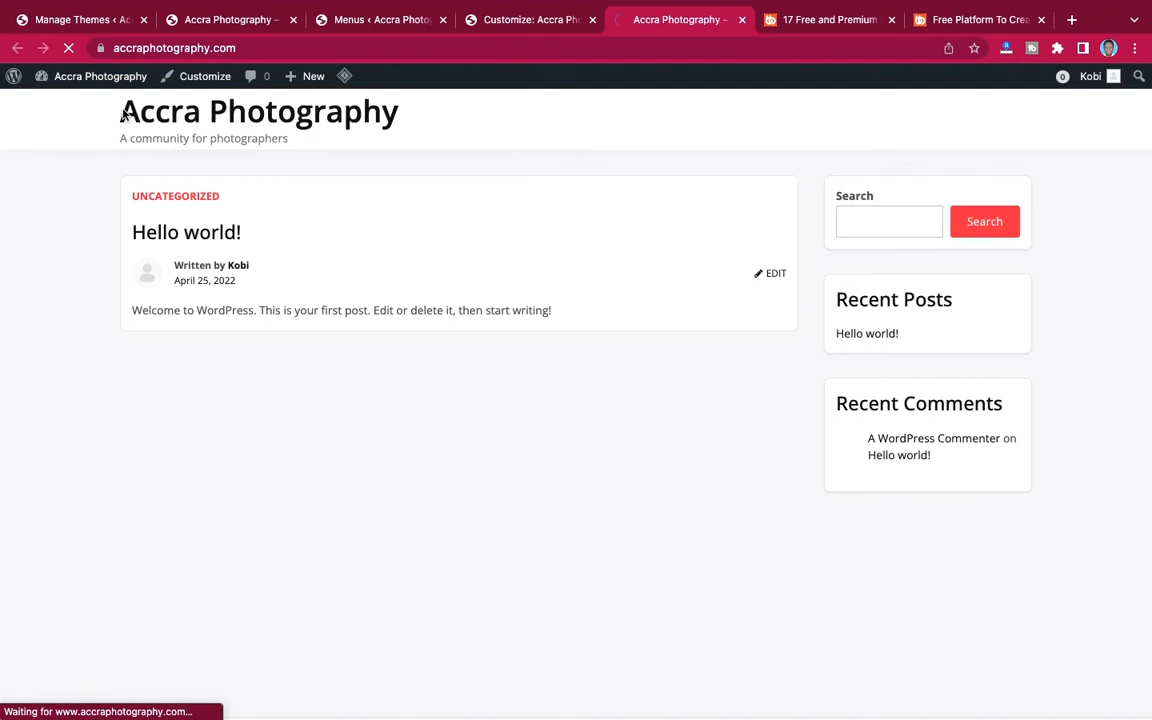 Manage Themes ‹ Ac
Accra Photography –
Menus ‹ Accra Photo
Customize: Accra Pho
Accra Photography –
17 Free and Premium
Free Platform To Crea
accraphotography.com
Accra Photography
Customize
0
New
0
Kobi
Accra Photography
A community for photographers
UNCATEGORIZED
Hello world!
Written by Kobi
April 25, 2022
EDIT
Welcome to WordPress. This is your first post. Edit or delete it, then start writing!
Search
Search
Recent Posts
Hello world!
Recent Comments
A WordPress Commenter on
Hello world!
Waiting for www.accraphotography.com...